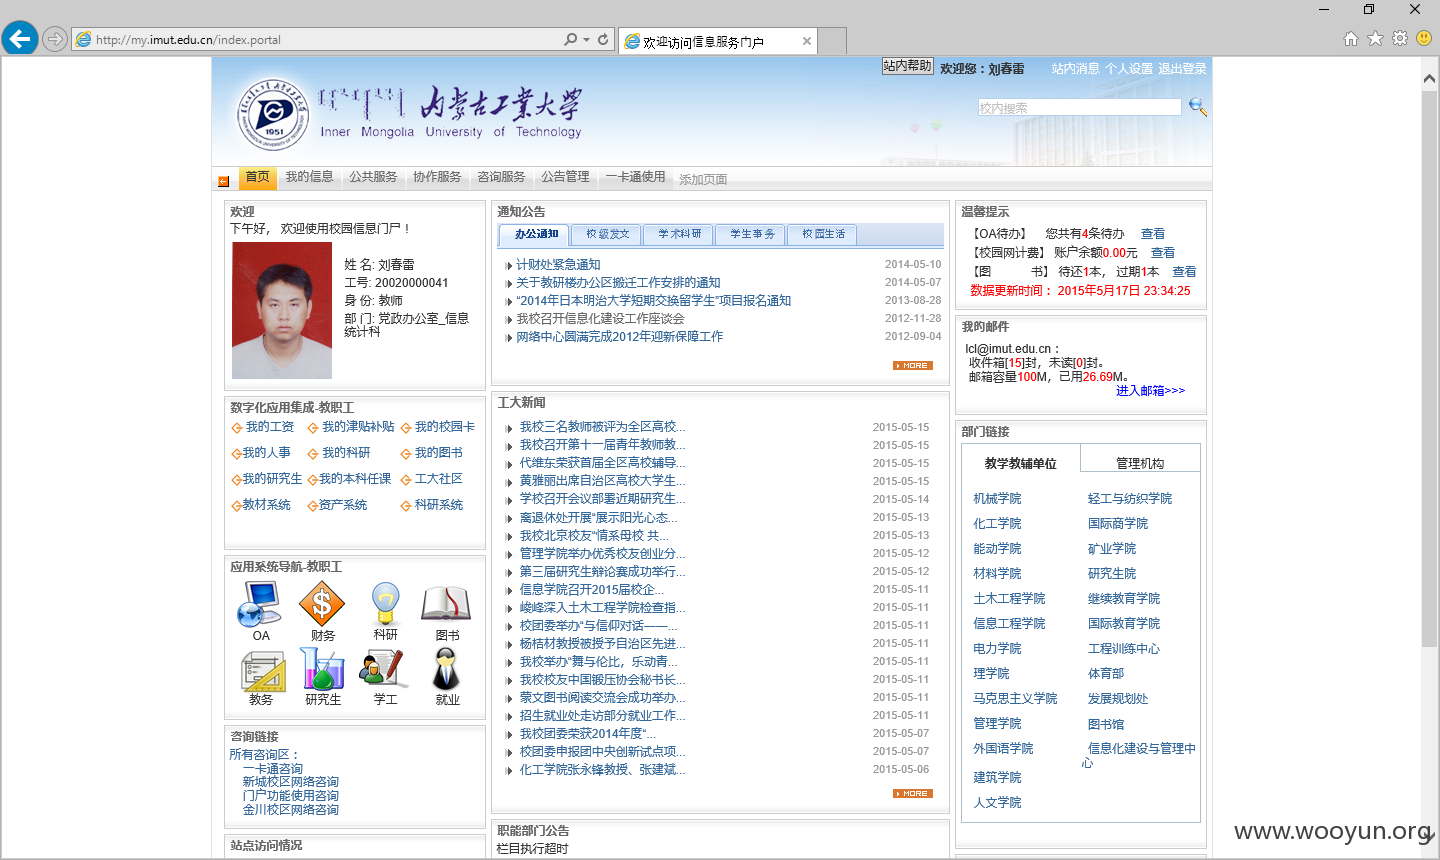 http://my.imut.edu.cn/index.portal
欢迎访问信息服务门户
站内帮助
欢迎您：刘春雷
站内消息 个人设置 退出登录
内蒙古工业大学
Inner Mongolia University of Technology
1951
校内搜索
首页 我的信息 公共服务 协作服务 咨询服务 公告管理 一卡通使用 添加页面
欢迎
下午好， 欢迎使用校园信息门户！
姓 名: 刘春雷
工号: 20020000041
身 份: 教师
部 门: 党政办公室_信息
统计科
数字化应用集成-教职工
我的工资 我的津贴补贴 我的校园卡
我的人事 我的科研 我的图书
我的研究生 我的本科任课 工大社区
教材系统 资产系统 科研系统
应用系统导航-教职工
OA 财务 科研 图书
教务 研究生 学工 就业
咨询链接
所有咨询区：
一卡通咨询
新城校区网络咨询
门户功能使用咨询
金川校区网络咨询
站点访问情况
通知公告
办公通知 校级发文 学术科研 学生事务 校园生活
计财处紧急通知 2014-05-10
关于教研楼办公区搬迁工作安排的通知 2014-05-07
“2014年日本明治大学短期交换留学生”项目报名通知 2013-08-28
我校召开信息化建设工作座谈会 2012-11-28
网络中心圆满完成2012年迎新保障工作 2012-09-04
MORE
工大新闻
我校三名教师被评为全区高校... 2015-05-15
我校召开第十一届青年教师教... 2015-05-15
代维东荣获首届全区高校辅导... 2015-05-15
黄雅丽出席自治区高校大学生... 2015-05-15
学校召开会议部署近期研究生... 2015-05-14
离退休处开展“展示阳光心态... 2015-05-13
我校北京校友“情系母校 共... 2015-05-13
管理学院举办优秀校友创业分... 2015-05-12
第三届研究生辩论赛成功举行... 2015-05-12
信息学院召开2015届校企... 2015-05-11
峻峰深入土木工程学院检查指... 2015-05-11
校团委举办“与信仰对话——... 2015-05-11
杨桔材教授被授予自治区先进... 2015-05-11
我校举办“舞与伦比，乐动青... 2015-05-11
我校校友中国锻压协会秘书长... 2015-05-11
蒙文图书阅读交流会成功举办... 2015-05-11
招生就业处走访部分就业工作... 2015-05-11
我校团委荣获2014年度“... 2015-05-07
校团委申报团中央创新试点项... 2015-05-07
化工学院张永锋教授、张建斌... 2015-05-06
MORE
职能部门公告
栏目执行超时
温馨提示
【OA待办】 您共有4条待办 查看
【校园网计费】 账户余额0.00元 查看
【图 书】 待还1本， 过期1本 查看
数据更新时间： 2015年5月17日 23:34:25
我的邮件
lcl@imut.edu.cn：
收件箱[15]封，未读[0]封。
邮箱容量100M，已用26.69M。
进入邮箱>>>
部门链接
教学教辅单位 管理机构
机械学院 轻工与纺织学院
化工学院 国际商学院
能动学院 矿业学院
材料学院 研究生院
土木工程学院 继续教育学院
信息工程学院 国际教育学院
电力学院 工程训练中心
理学院 体育部
马克思主义学院 发展规划处
管理学院 图书馆
外国语学院 信息化建设与管理中
心
建筑学院
人文学院
www.wooyun.org